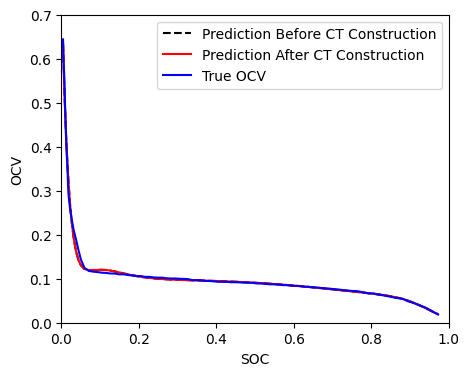 Prediction Before CT Construction
Prediction After CT Construction
True OCV
0.7
0.6
0.5
0.4
0.3
0.2
0.1
0.0
OCV
0.0 0.2 0.4 0.6 0.8 1.0
SOC